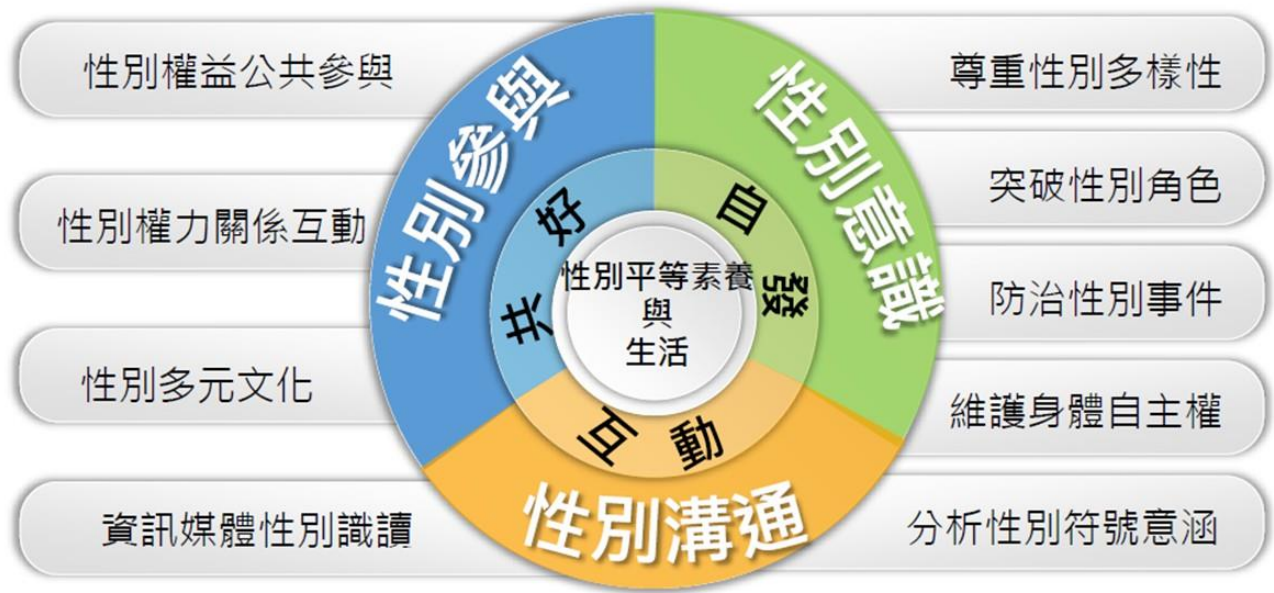 性別權益公共參與
性別權力關係互動
性別多元文化
資訊媒體性別識讀
性別參與
性別意識
性別溝通
共好
自發
互動
性別平等素養
與
生活
尊重性別多樣性
突破性別角色
防治性別事件
維護身體自主權
分析性別符號意涵